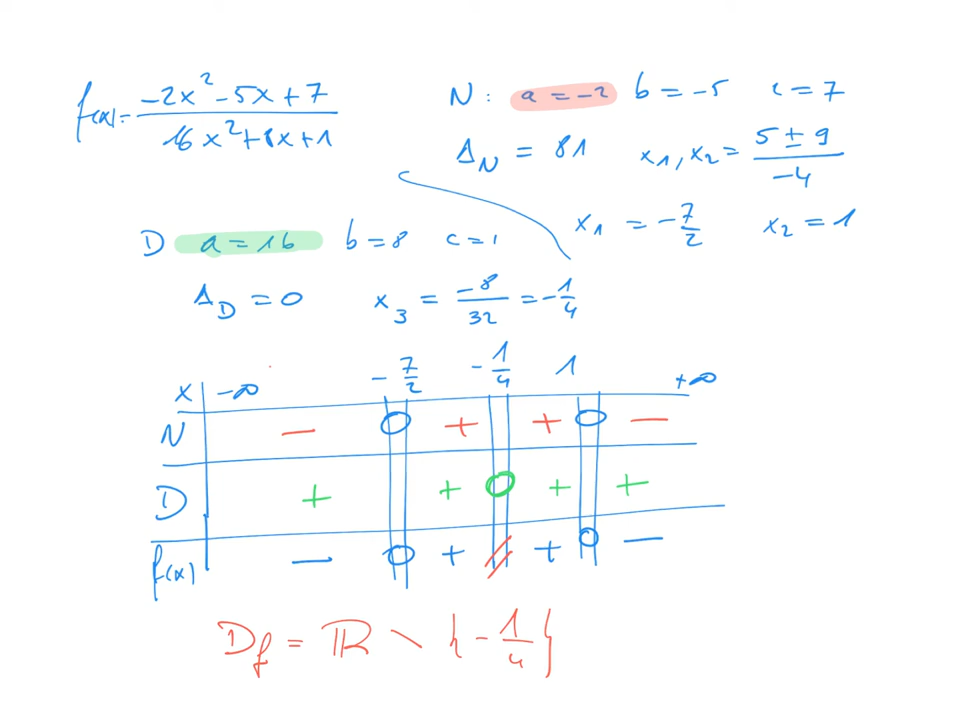 f(x) = (-2x² - 5x + 7) / (16x² + 8x + 1)
N : a = -2 b = -5 c = 7
Δ_N = 81 x₁, x₂ = (5 ± 9) / -4
x₁ = -7/2 x₂ = 1
D a = 16 b = 8 c = 1
Δ_D = 0 x₃ = -8/32 = -1/4
x -∞ -7/2 -1/4 1 +∞
N - 0 + + 0 -
D + + 0 + +
f(x) - 0 + // + 0 -
D_f = ℝ \ {-1/4}